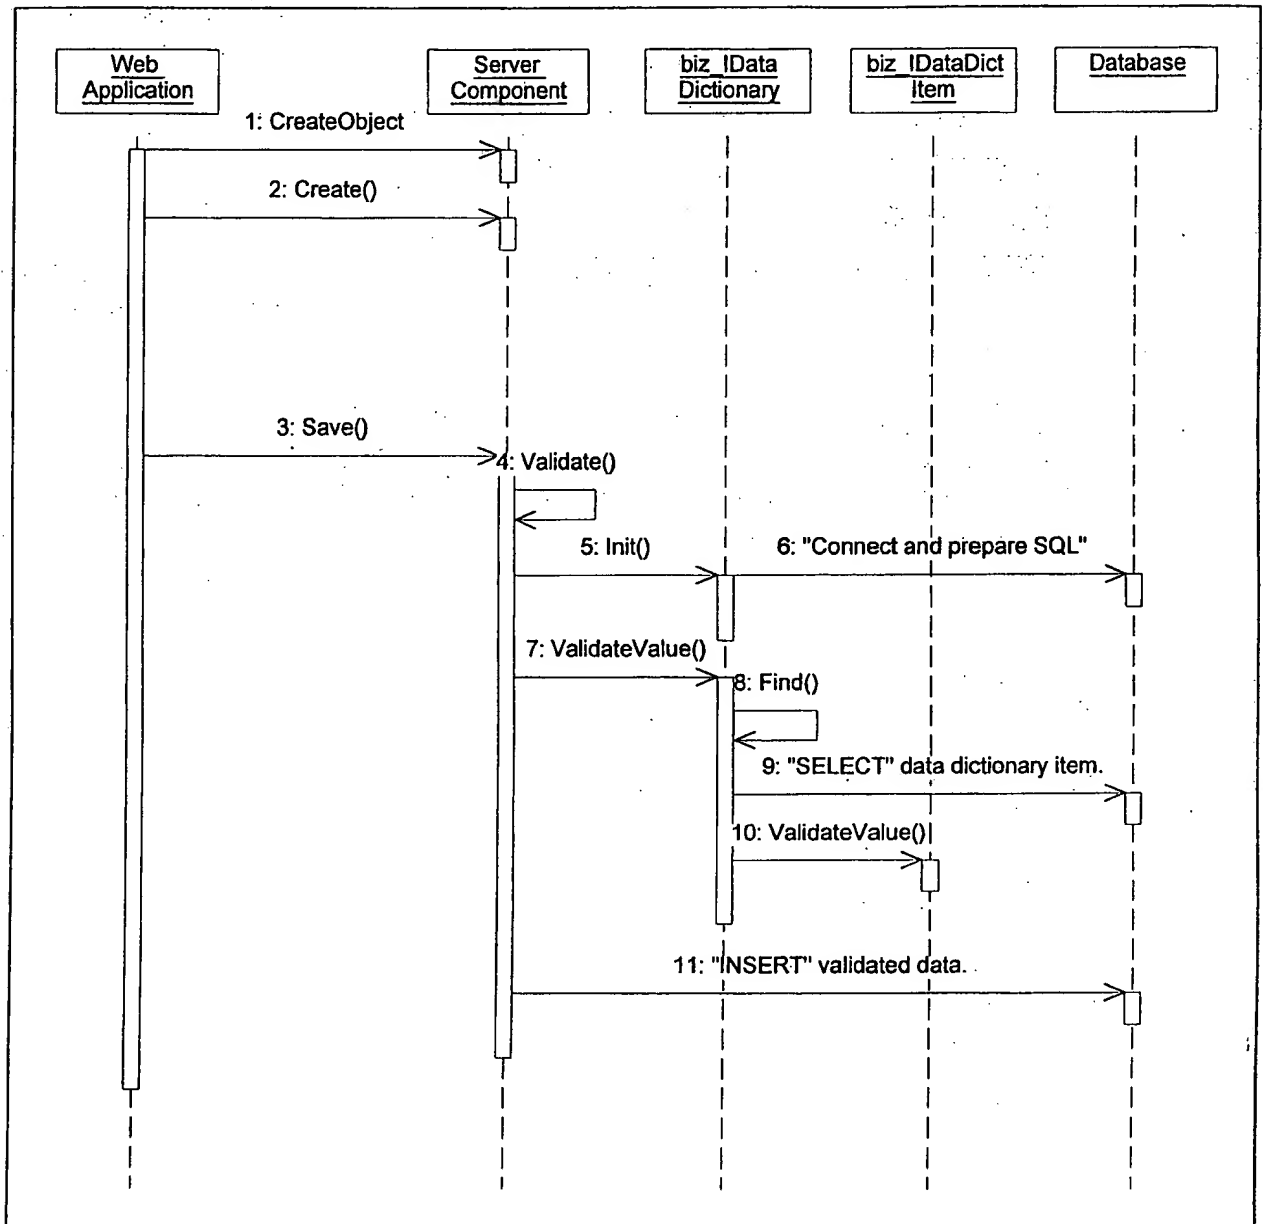 Web
Application
Server
Component
biz_IData
Dictionary
biz_IDataDict
Item
Database
1: CreateObject
2: Create()
3: Save()
4: Validate()
5: Init()
6: "Connect and prepare SQL"
7: ValidateValue()
8: Find()
9: "SELECT" data dictionary item.
10: ValidateValue()
11: "INSERT" validated data.